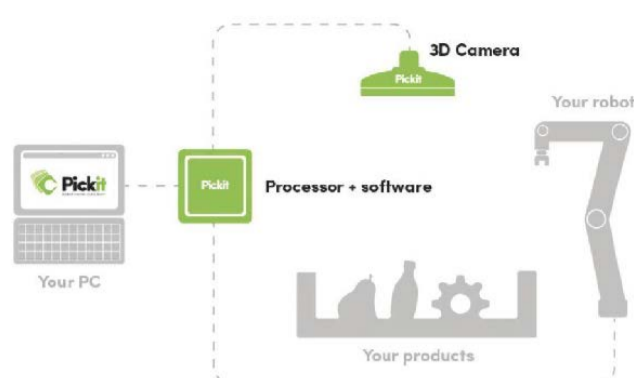 3D Camera
Pickit
Your robot
Pickit
Pickit
Processor + software
Your PC
Your products